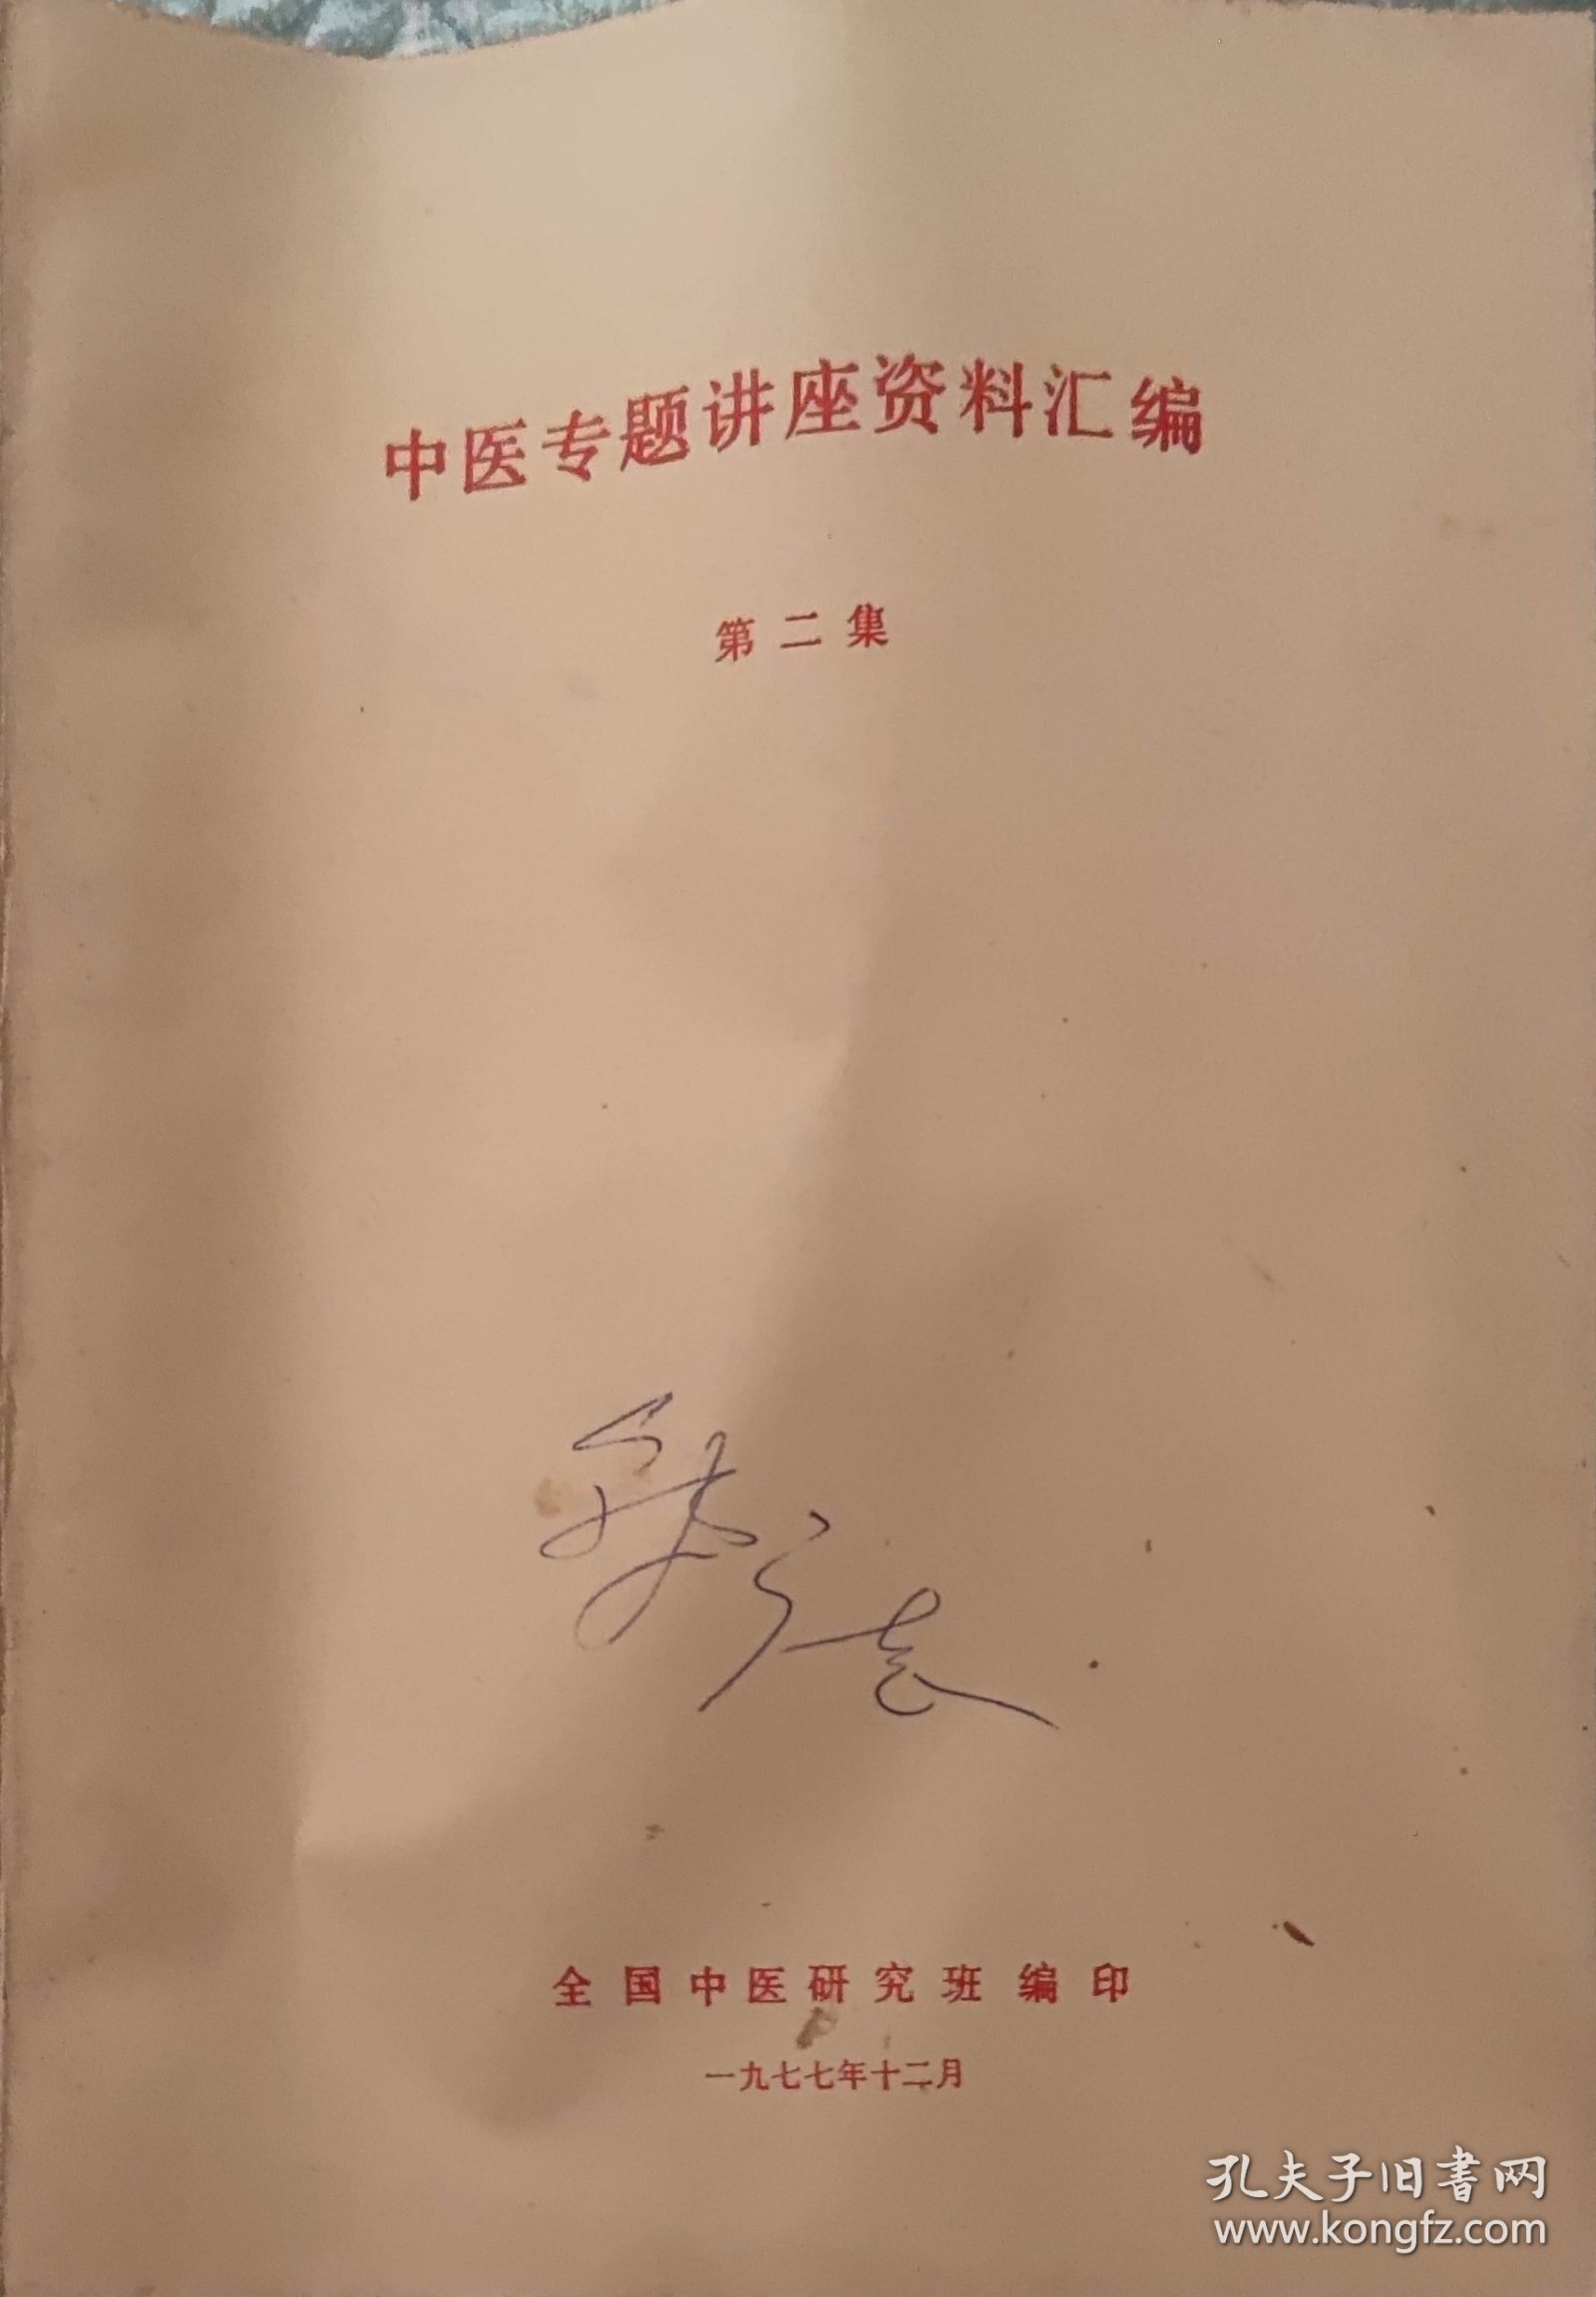 中医专题讲座资料汇编
第二集
全国中医研究班编印
一九七七年十二月
孔夫子旧书网
www.kongfz.com